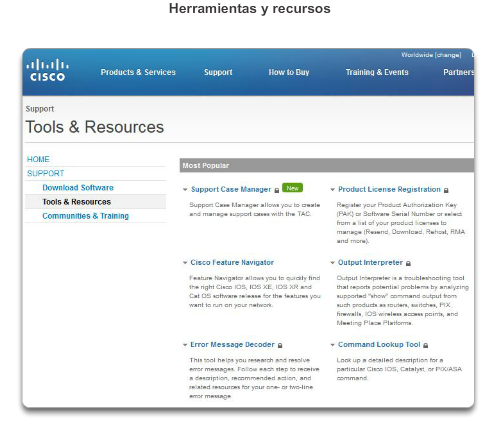 Herramientas y recursos
Worldwide [change]
CISCO
Products & Services
Support
How to Buy
Training & Events
Partners
Support
Tools & Resources
HOME
SUPPORT
Download Software
Tools & Resources
Communities & Training
Most Popular
Support Case Manager New
Support Case Manager allows you to create
and manage support cases with the TAC.
Product License Registration
Register your Product Authorization Key
(PAK) or Software Serial Number or select
from a list of your product licenses to
manage (Resend, Download, Rehost, RMA
and more).
Cisco Feature Navigator
Feature Navigator allows you to quickly find
the right Cisco IOS, IOS XE, IOS XR and
Cat OS software release for the features you
want to run on your network.
Output Interpreter
Output Interpreter is a troubleshooting tool
that reports potential problems by analyzing
supported "show" command output from
such products as routers, switches, PIX
firewalls, IOS wireless access points, and
Meeting Place Platforms.
Error Message Decoder
This tool helps you research and resolve
error messages. Follow each step to receive
a description, recommended action, and
related resources for your one- or two-line
error message.
Command Lookup Tool
Look up a detailed description for a
particular Cisco IOS, Catalyst, or PIX/ASA
command.